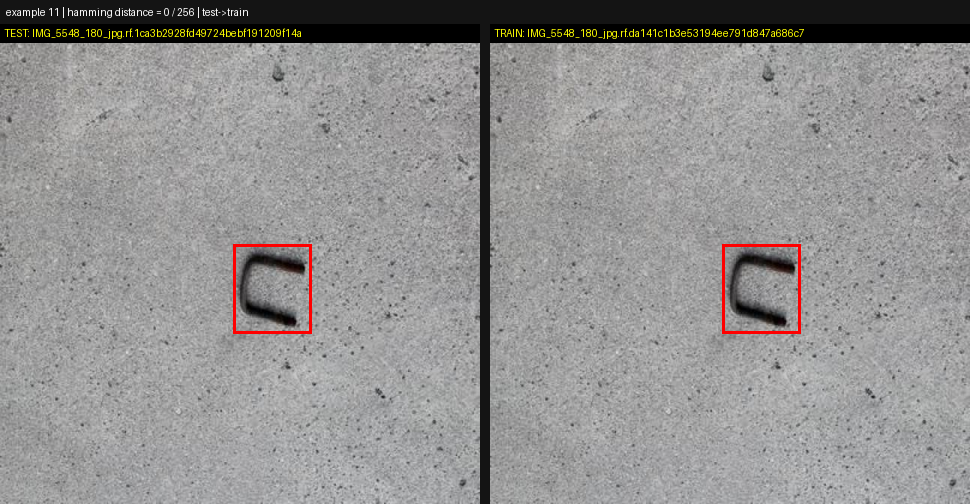 example 11 | hamming distance = 0 / 256 | test->train
TEST: IMG_5548_180_jpg.rf.1ca3b2928fd49724bebf191209f14a
TRAIN: IMG_5548_180_jpg.rf.da141c1b3e53194ee791d847a686c7